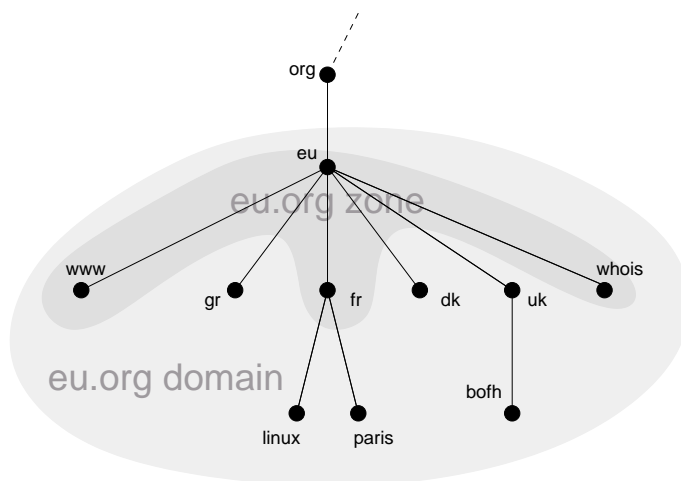 org
eu
eu.org zone
www
whois
gr
fr
dk
uk
eu.org domain
bofh
linux
paris